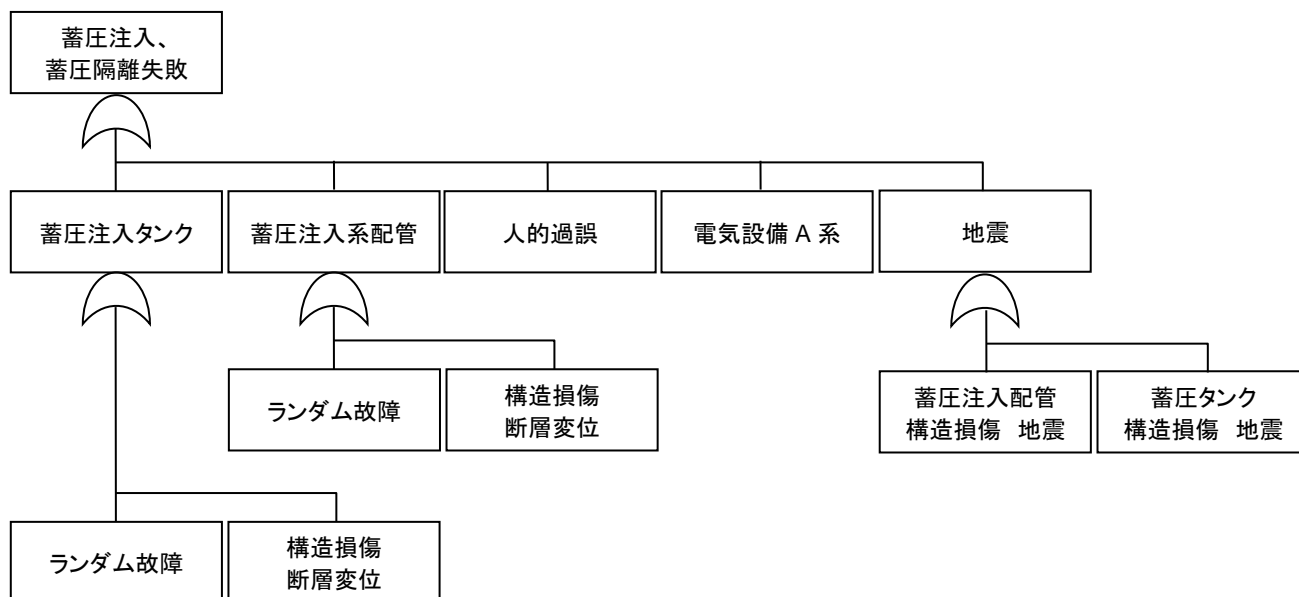 蓄圧注入、
蓄圧隔離失敗
蓄圧注入タンク
蓄圧注入系配管
人的過誤
電気設備 A 系
地震
ランダム故障
構造損傷
断層変位
蓄圧注入配管
構造損傷　地震
蓄圧タンク
構造損傷　地震
ランダム故障
構造損傷
断層変位